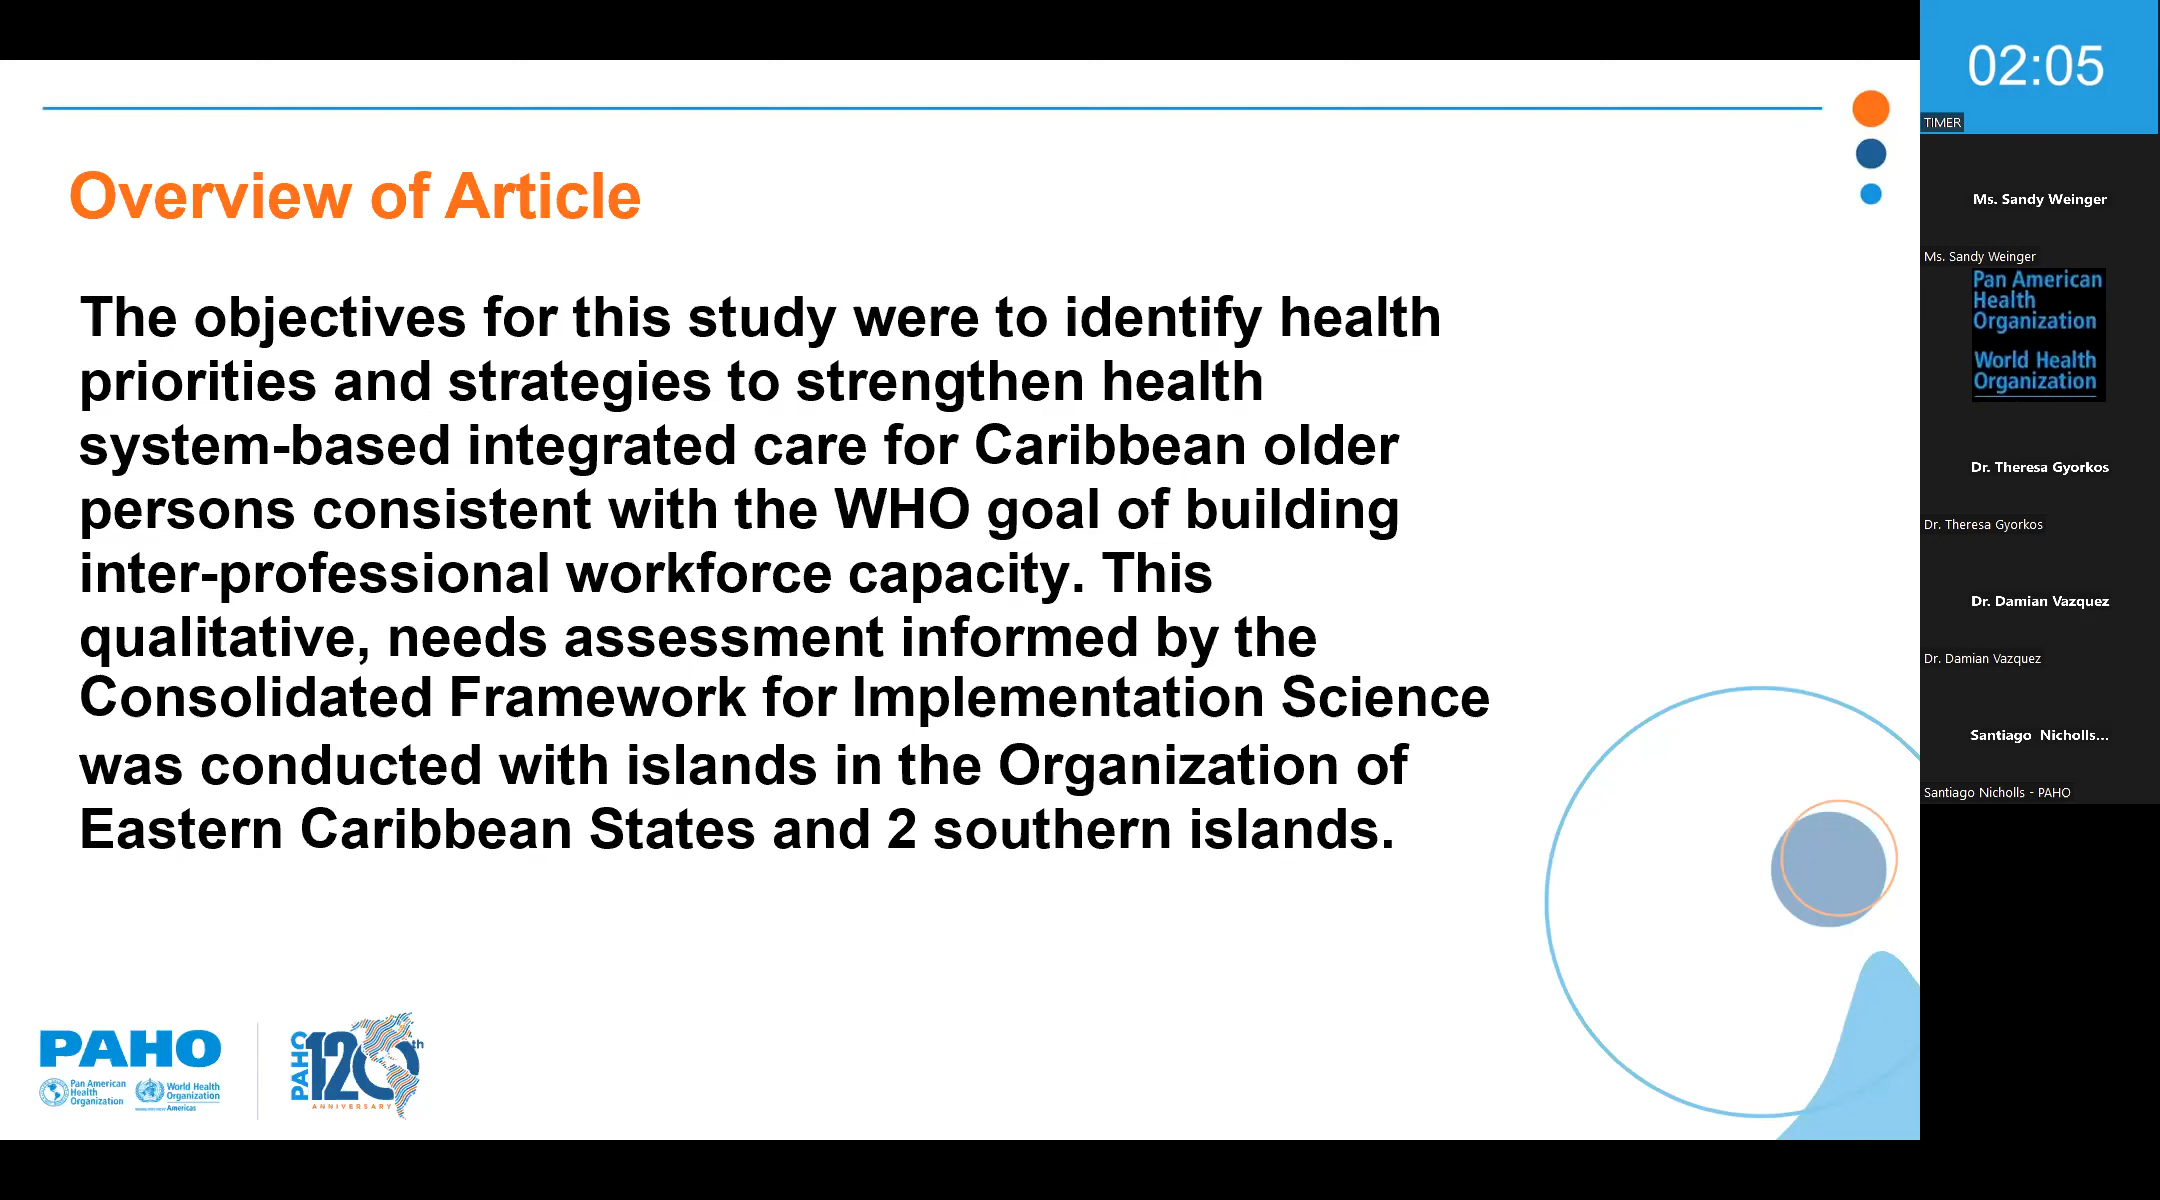 Overview of Article
The objectives for this study were to identify health
priorities and strategies to strengthen health
system-based integrated care for Caribbean older
persons consistent with the WHO goal of building
inter-professional workforce capacity. This
qualitative, needs assessment informed by the
Consolidated Framework for Implementation Science
was conducted with islands in the Organization of
Eastern Caribbean States and 2 southern islands.
PAHO
Pan American
Health
Organization
World Health
Organization
Americas
PAHO
120th
ANNIVERSARY
02:05
TIMER
Ms. Sandy Weinger
Ms. Sandy Weinger
Pan American
Health
Organization
World Health
Organization
Dr. Theresa Gyorkos
Dr. Theresa Gyorkos
Dr. Damian Vazquez
Dr. Damian Vazquez
Santiago Nicholls...
Santiago Nicholls - PAHO